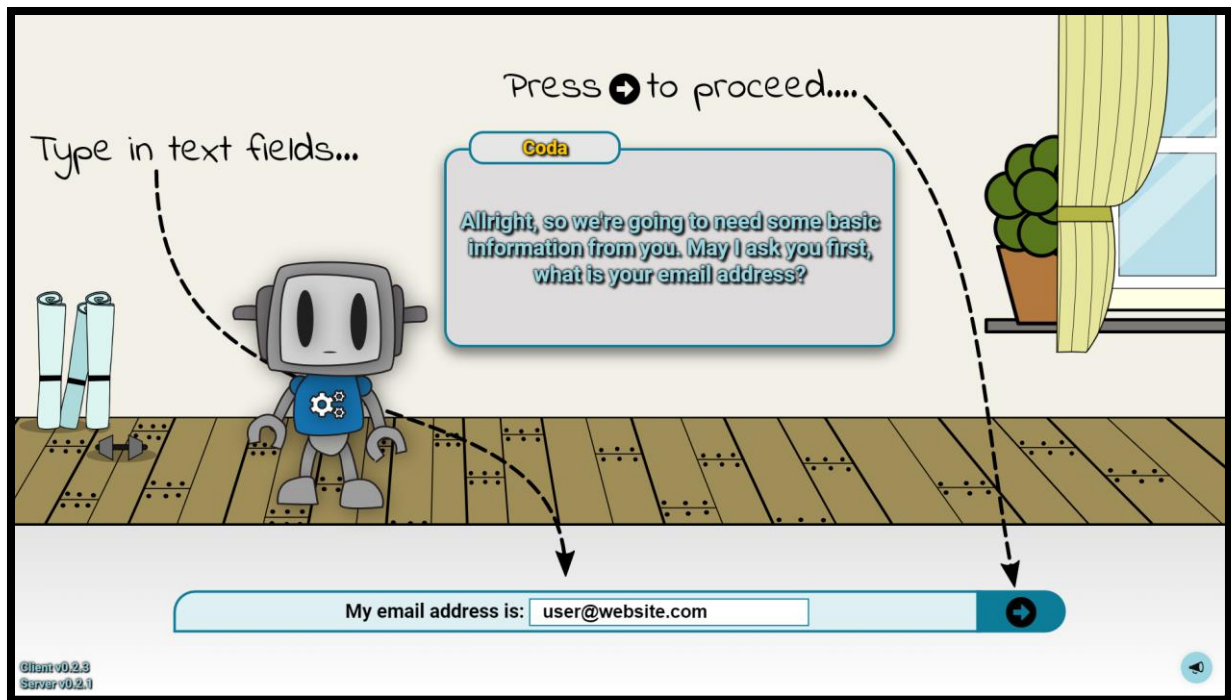 Press to proceed....
Type in text fields...
Coda
Allright, so we're going to need some basic
information from you. May I ask you first,
what is your email address?
My email address is: user@website.com
Client v0.2.3
Server v0.2.1